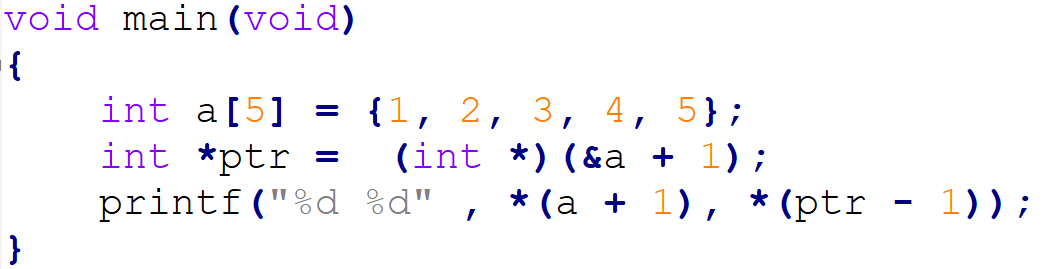 void main(void)
{
    int a[5] = {1, 2, 3, 4, 5};
    int *ptr =  (int *)(&a + 1);
    printf("%d %d" , *(a + 1), *(ptr - 1));
}